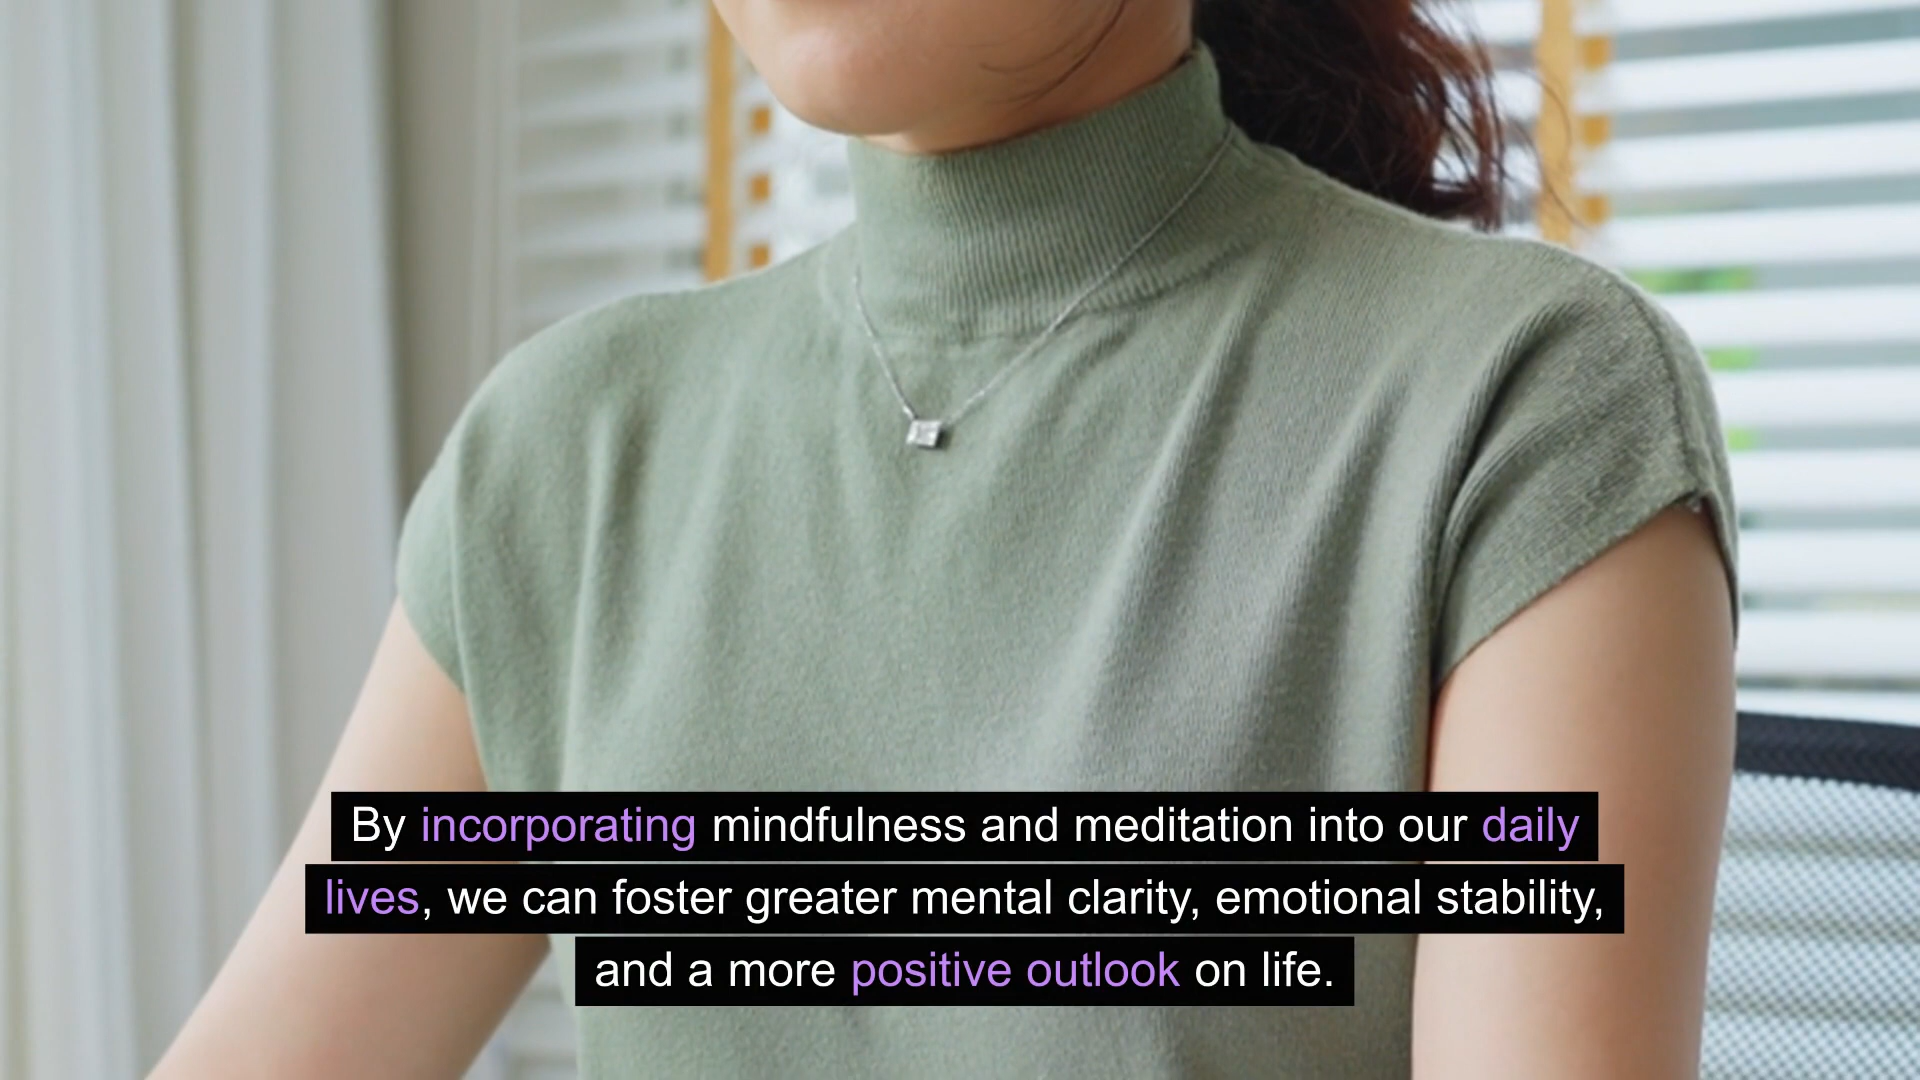 By incorporating mindfulness and meditation into our daily
lives, we can foster greater mental clarity, emotional stability,
and a more positive outlook on life.